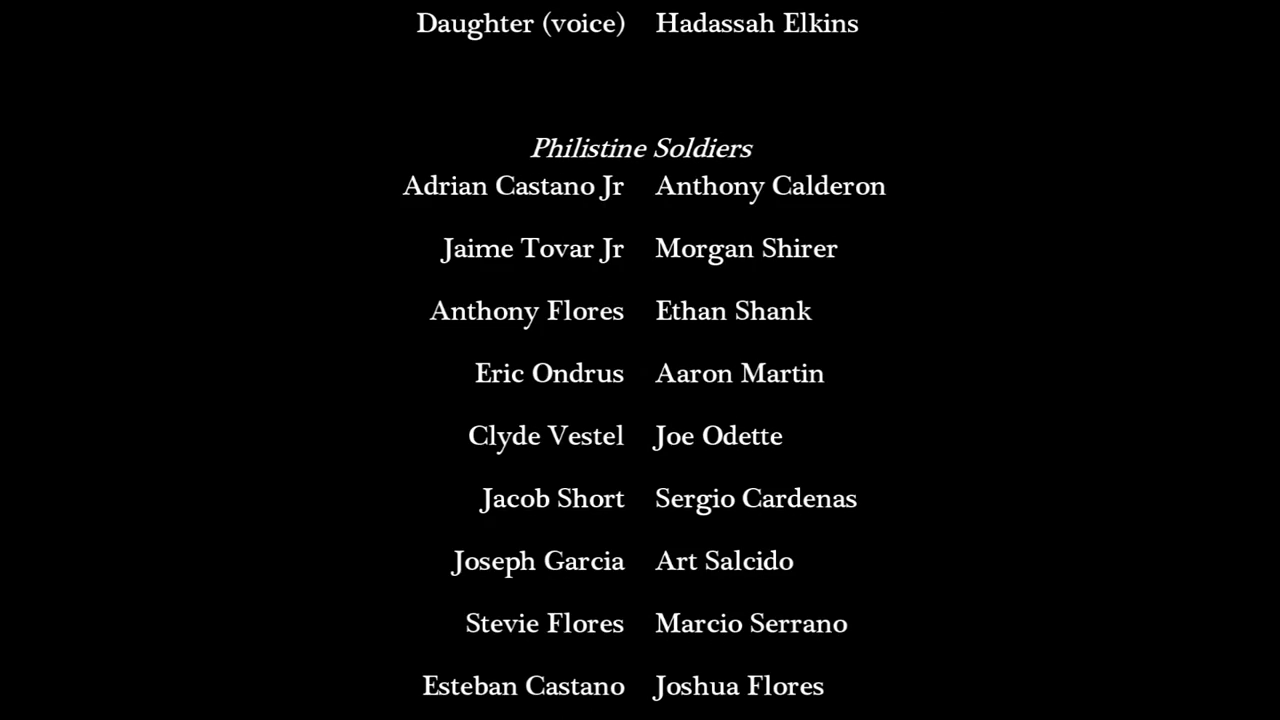 Daughter (voice) Hadassah Elkins
Philistine Soldiers
Adrian Castano Jr Anthony Calderon
Jaime Tovar Jr Morgan Shirer
Anthony Flores Ethan Shank
Eric Ondrus Aaron Martin
Clyde Vestel Joe Odette
Jacob Short Sergio Cardenas
Joseph Garcia Art Salcido
Stevie Flores Marcio Serrano
Esteban Castano Joshua Flores